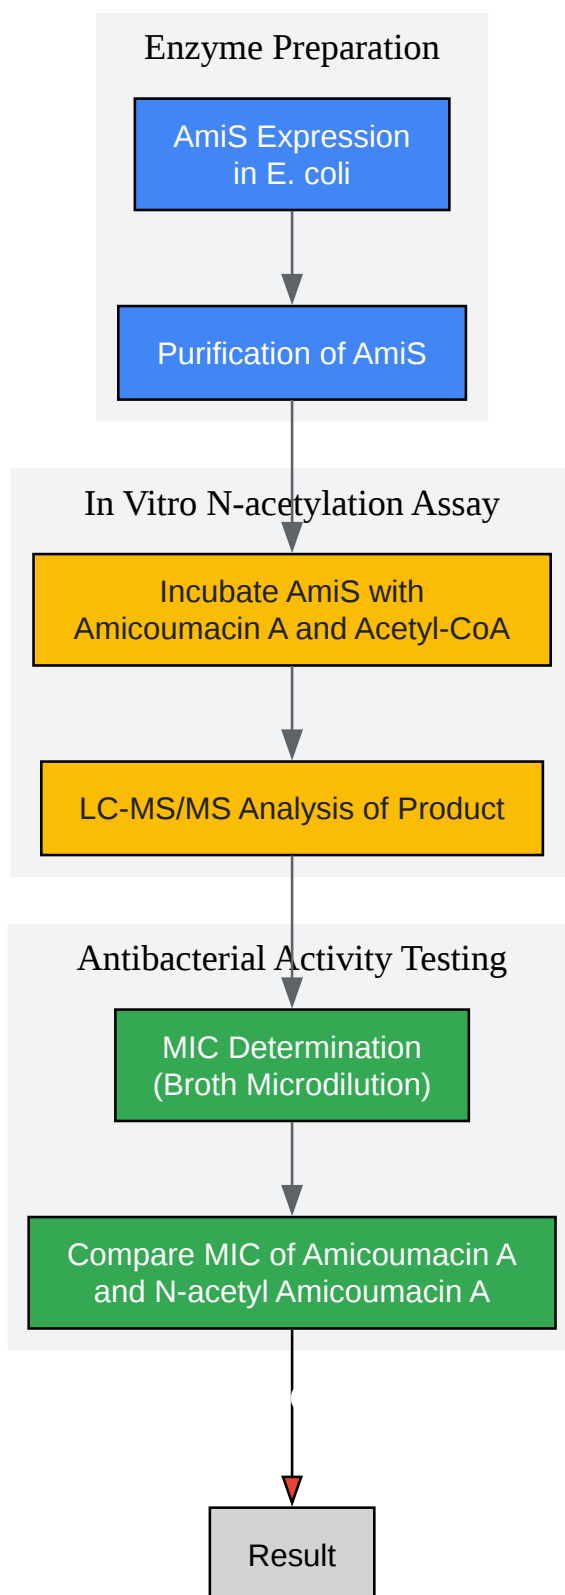 Enzyme Preparation
AmiS Expression
in E. coli
Purification of AmiS
In Vitro N-acetylation Assay
Incubate AmiS with
Amicoumacin A and Acetyl-CoA
LC-MS/MS Analysis of Product
Antibacterial Activity Testing
MIC Determination
(Broth Microdilution)
Compare MIC of Amicoumacin A
and N-acetyl Amicoumacin A
Result